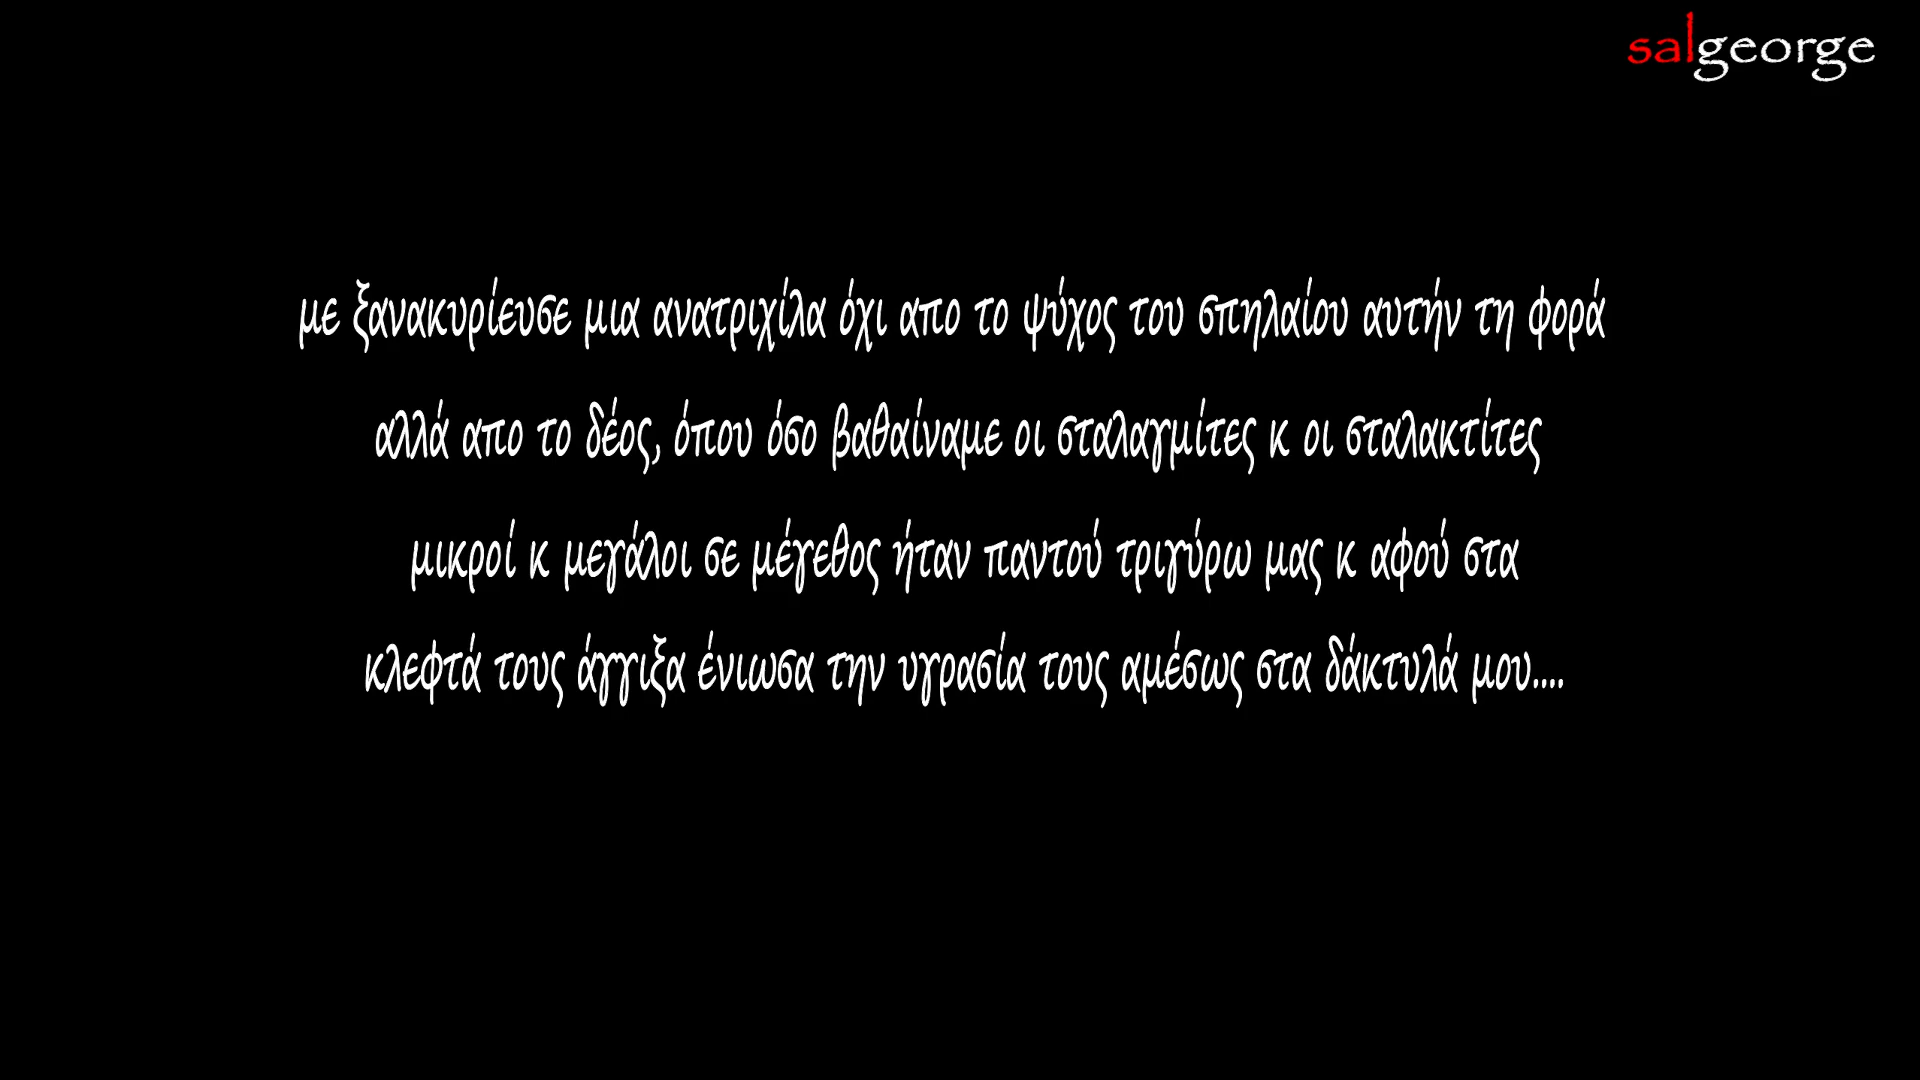 salgeorge
με ξανακυρίευσε μια ανατριχίλα όχι απο το ψύχος του σπηλαίου αυτήν τη φορά
αλλά απο το δέος, όπου όσο βαθαίναμε οι σταλαγμίτες κ οι σταλακτίτες
μικροί κ μεγάλοι σε μέγεθος ήταν παντού τριγύρω μας κ αφού στα
κλεφτά τους άγγιξα ένιωσα την υγρασία τους αμέσως στα δάκτυλά μου....